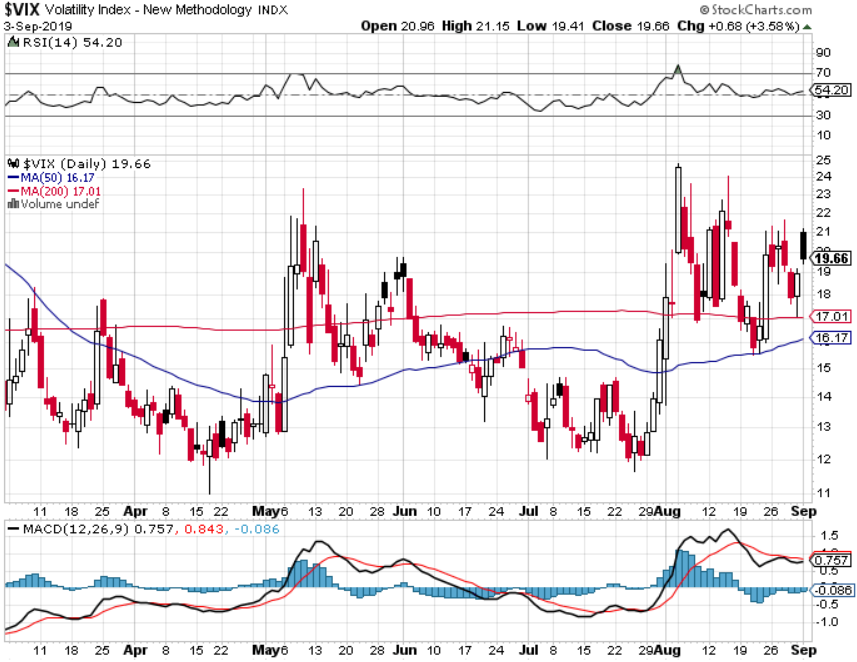 $VIX Volatility Index - New Methodology INDX © StockCharts.com
3-Sep-2019 Open 20.96 High 21.15 Low 19.41 Close 19.66 Chg +0.68 (+3.58%)
RSI(14) 54.20
90
70
54.20
30
10
$VIX (Daily) 19.66
MA(50) 16.17
MA(200) 17.01
Volume undef
25
24
23
22
21
19.66
19
18
17.01
16.17
15
14
13
12
11
11 18 25 Apr 8 15 22 May 6 13 20 28 Jun 10 17 24 Jul 8 15 22 29 Aug 12 19 26 Sep
MACD(12,26,9) 0.757, 0.843, -0.086
1.5
0.757
0.5
-0.086
-0.5
-1.0
11 18 25 Apr 8 15 22 May 6 13 20 28 Jun 10 17 24 Jul 8 15 22 29 Aug 12 19 26 Sep